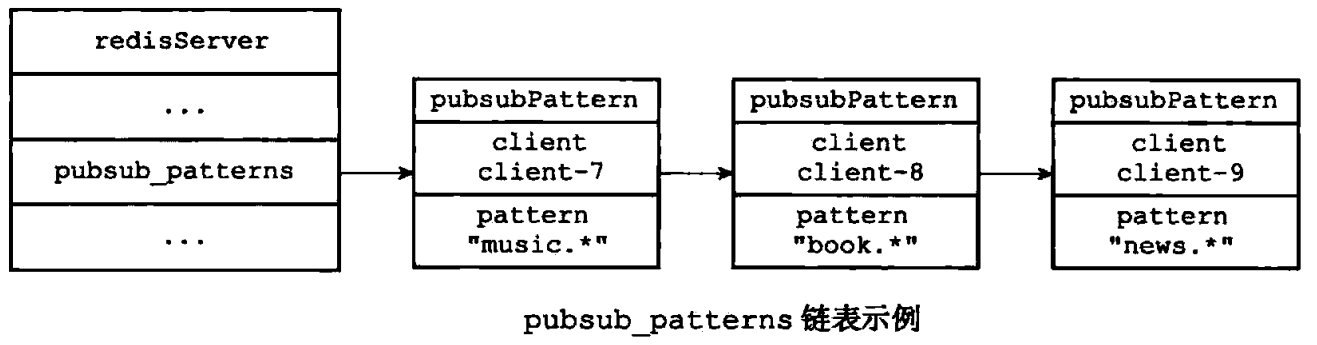 redisServer
...
pubsub_patterns
...
pubsubPattern
client
client-7
pattern
"music.*"
pubsubPattern
client
client-8
pattern
"book.*"
pubsubPattern
client
client-9
pattern
"news.*"
pubsub_patterns 链表示例